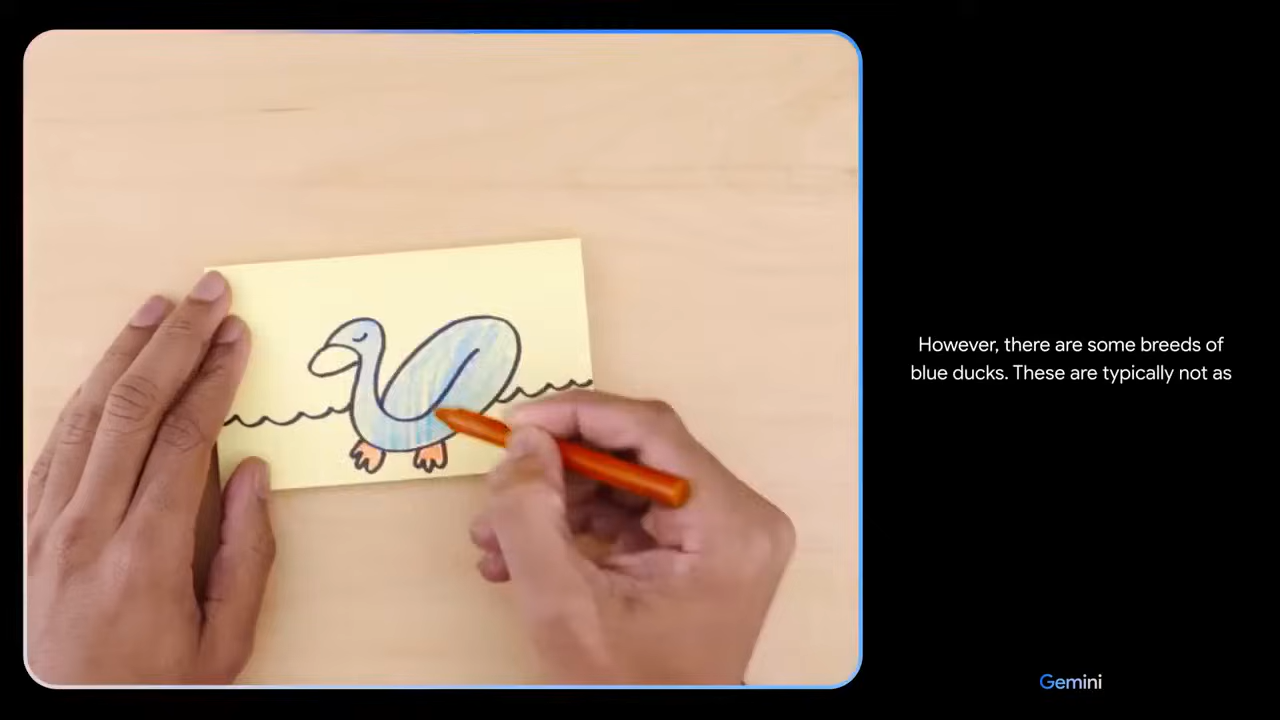 However, there are some breeds of
blue ducks. These are typically not as
Gemini